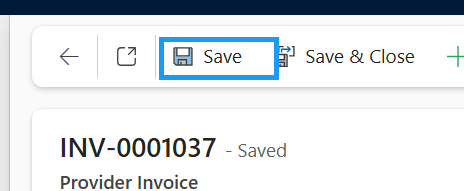 Save Save & Close
INV-0001037 - Saved
Provider Invoice